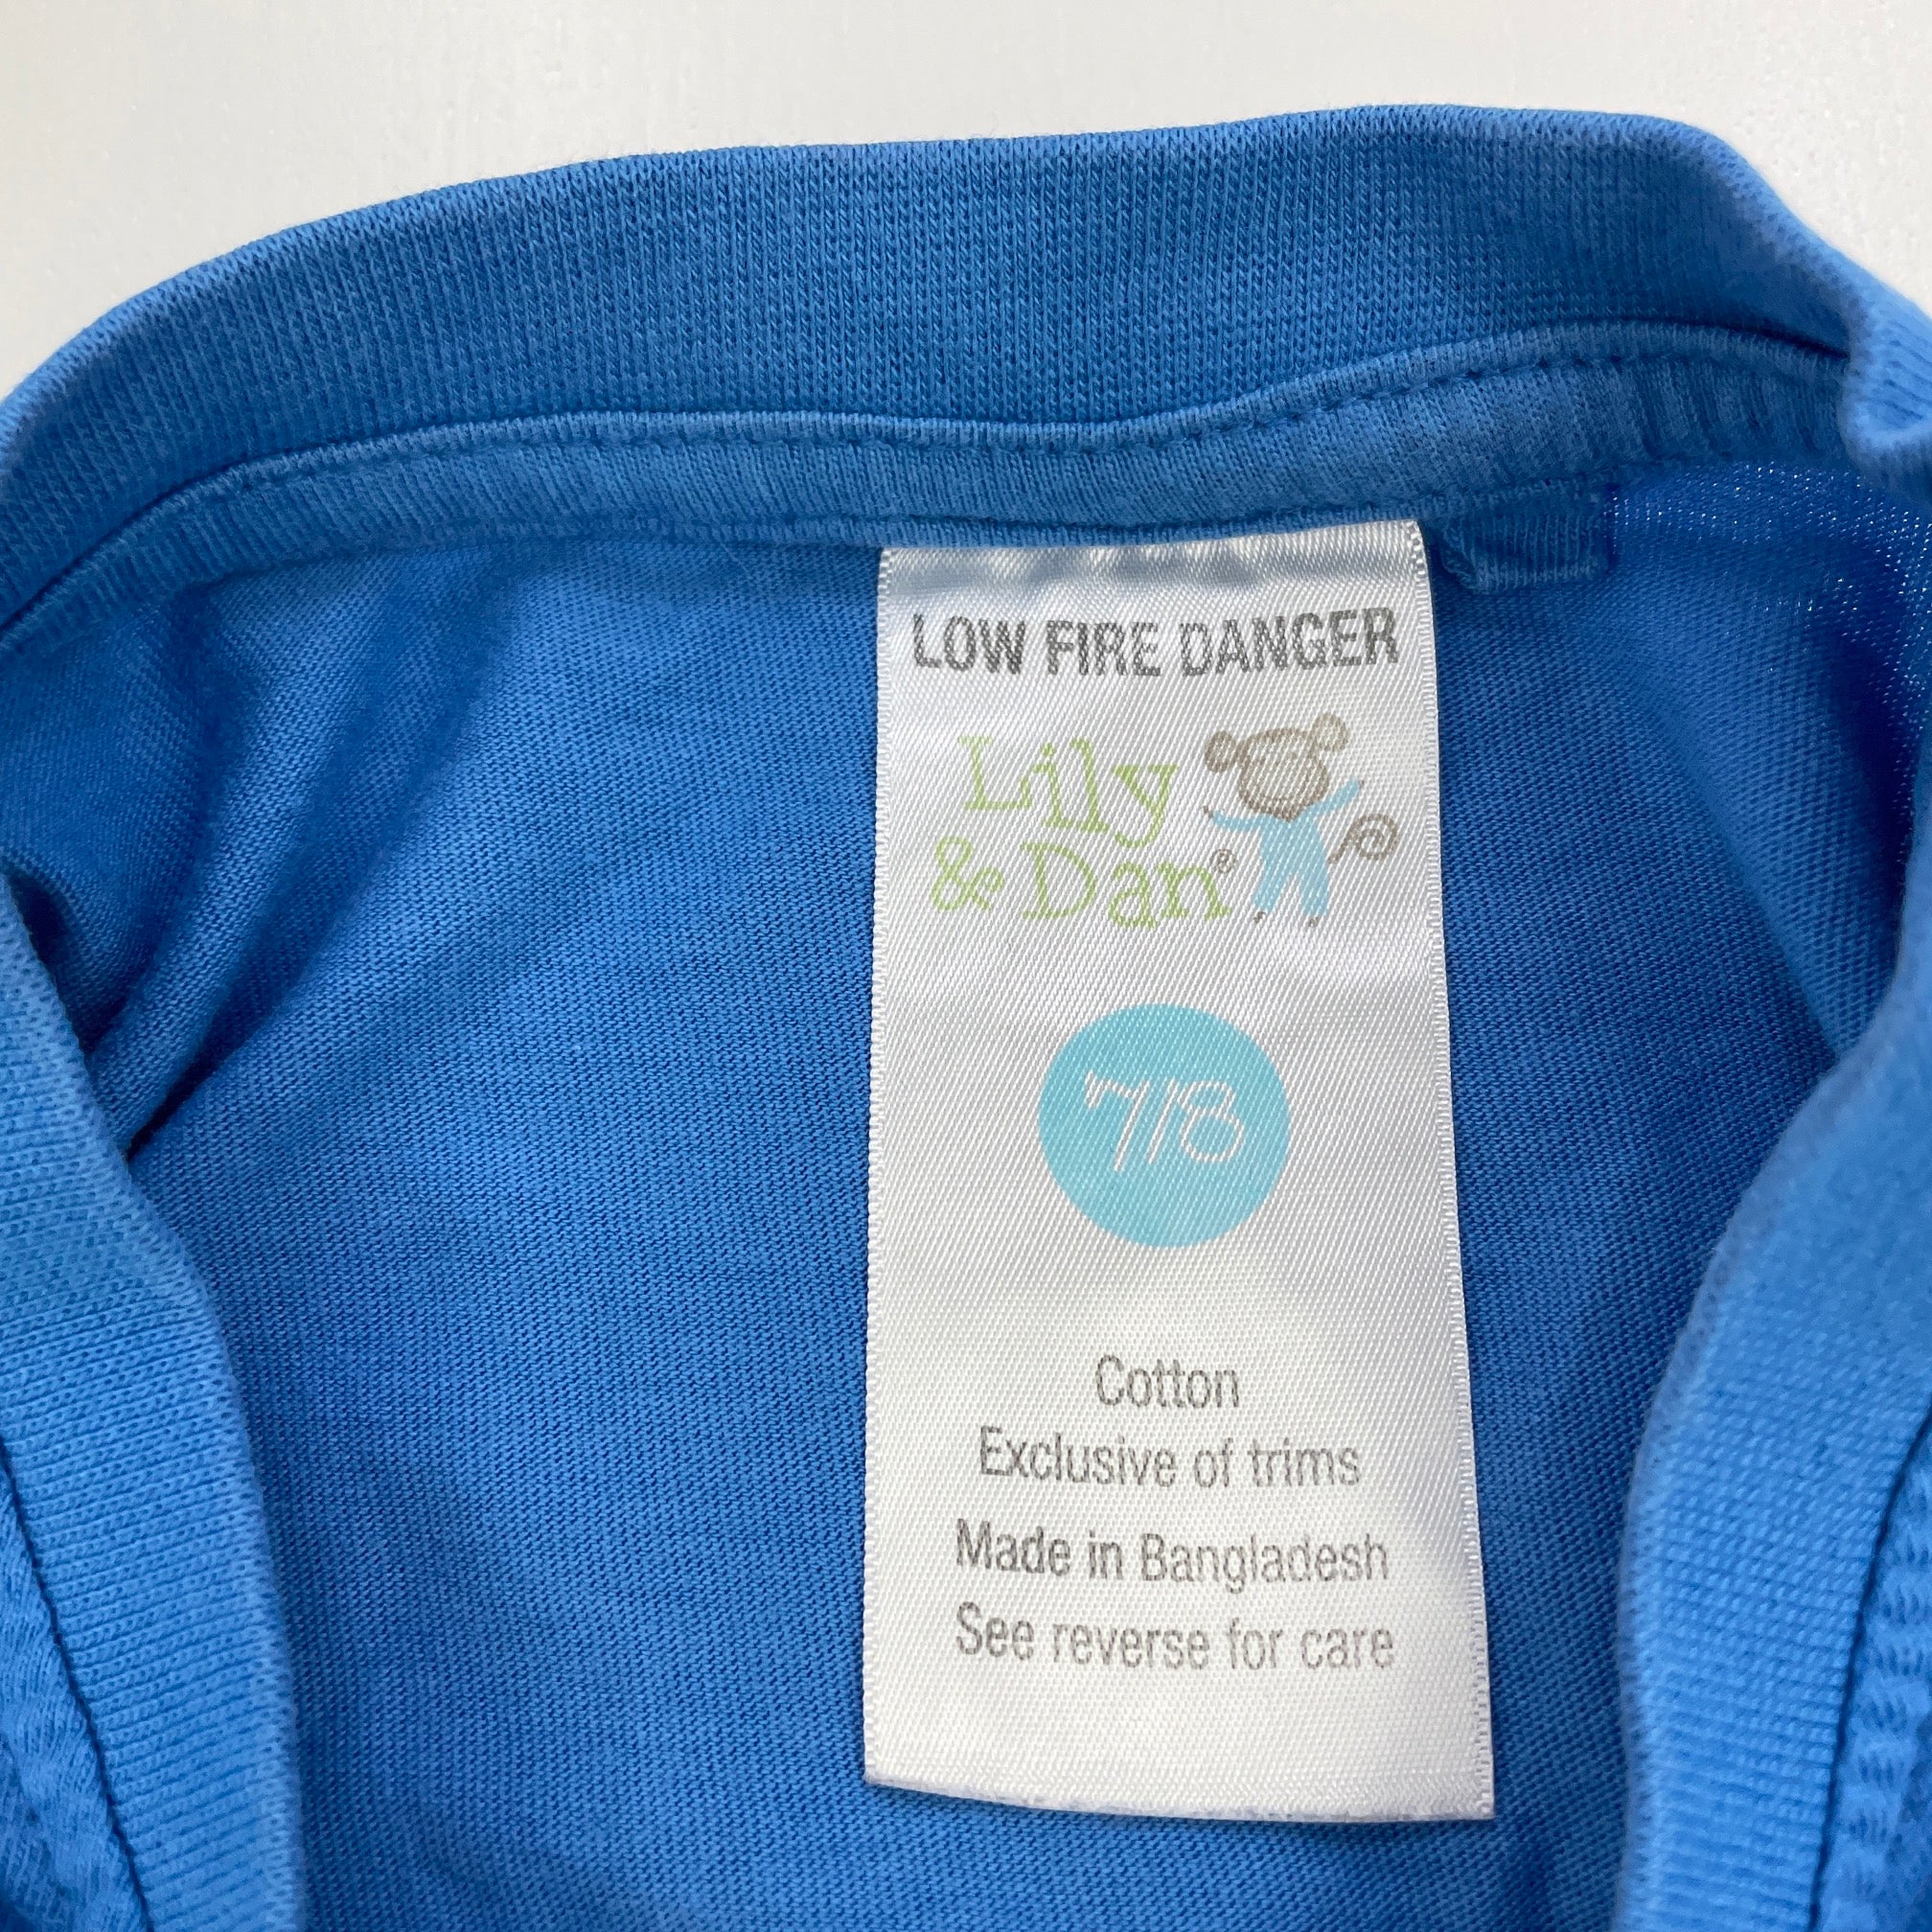 LOW FIRE DANGER
Lily
& Dan®
7/8
Cotton
Exclusive of trims
Made in Bangladesh
See reverse for care